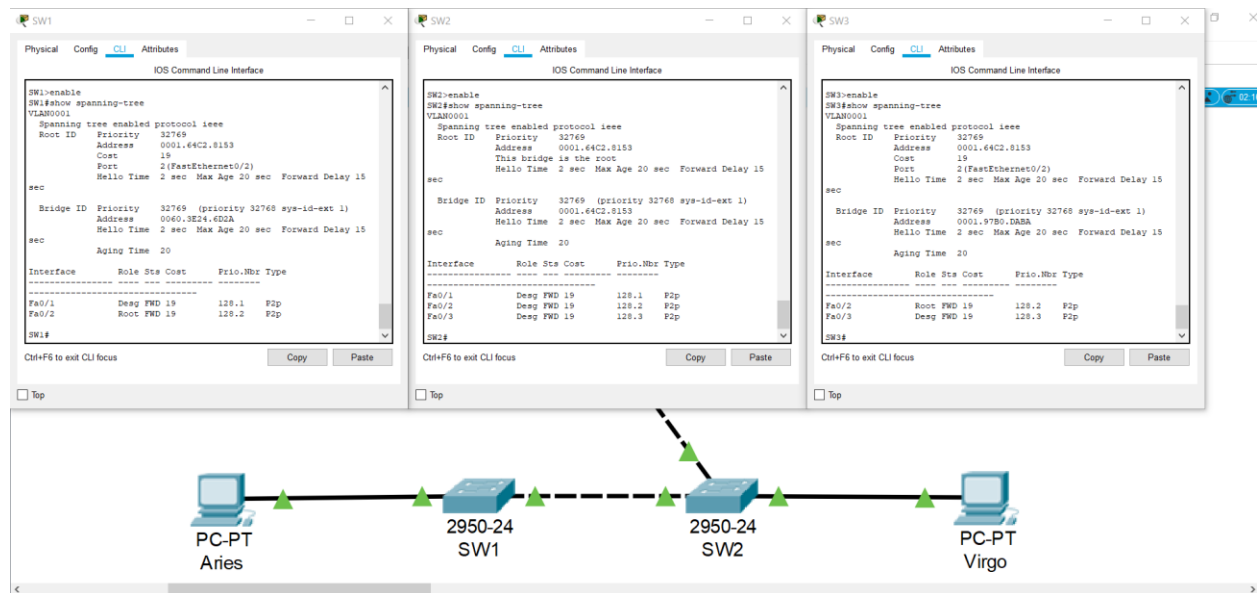 SW1
Physical Config CLI Attributes
IOS Command Line Interface
SW1>enable
SW1#show spanning-tree
VLAN0001
Spanning tree enabled protocol ieee
Root ID Priority 32769
Address 0001.64C2.8153
Cost 19
Port 2(FastEthernet0/2)
Hello Time 2 sec Max Age 20 sec Forward Delay 15
sec
Bridge ID Priority 32769 (priority 32768 sys-id-ext 1)
Address 0060.3E24.6D2A
Hello Time 2 sec Max Age 20 sec Forward Delay 15
sec
Aging Time 20
Interface Role Sts Cost Prio.Nbr Type
---------------- ---- --- --------- --------
--------------------------------
Fa0/1 Desg FWD 19 128.1 P2p
Fa0/2 Root FWD 19 128.2 P2p
SW1#
Ctrl+F6 to exit CLI focus
Copy Paste
Top
SW2
Physical Config CLI Attributes
IOS Command Line Interface
SW2>enable
SW2#show spanning-tree
VLAN0001
Spanning tree enabled protocol ieee
Root ID Priority 32769
Address 0001.64C2.8153
This bridge is the root
Hello Time 2 sec Max Age 20 sec Forward Delay 15
sec
Bridge ID Priority 32769 (priority 32768 sys-id-ext 1)
Address 0001.64C2.8153
Hello Time 2 sec Max Age 20 sec Forward Delay 15
sec
Aging Time 20
Interface Role Sts Cost Prio.Nbr Type
---------------- ---- --- --------- --------
--------------------------------
Fa0/1 Desg FWD 19 128.1 P2p
Fa0/2 Desg FWD 19 128.2 P2p
Fa0/3 Desg FWD 19 128.3 P2p
SW2#
Ctrl+F6 to exit CLI focus
Copy Paste
Top
SW3
Physical Config CLI Attributes
IOS Command Line Interface
SW3>enable
SW3#show spanning-tree
VLAN0001
Spanning tree enabled protocol ieee
Root ID Priority 32769
Address 0001.64C2.8153
Cost 19
Port 2(FastEthernet0/2)
Hello Time 2 sec Max Age 20 sec Forward Delay 15
sec
Bridge ID Priority 32769 (priority 32768 sys-id-ext 1)
Address 0001.97B0.DABA
Hello Time 2 sec Max Age 20 sec Forward Delay 15
sec
Aging Time 20
Interface Role Sts Cost Prio.Nbr Type
---------------- ---- --- --------- --------
--------------------------------
Fa0/2 Root FWD 19 128.2 P2p
Fa0/3 Desg FWD 19 128.3 P2p
SW3#
Ctrl+F6 to exit CLI focus
Copy Paste
Top
PC-PT
Aries
2950-24
SW1
2950-24
SW2
PC-PT
Virgo